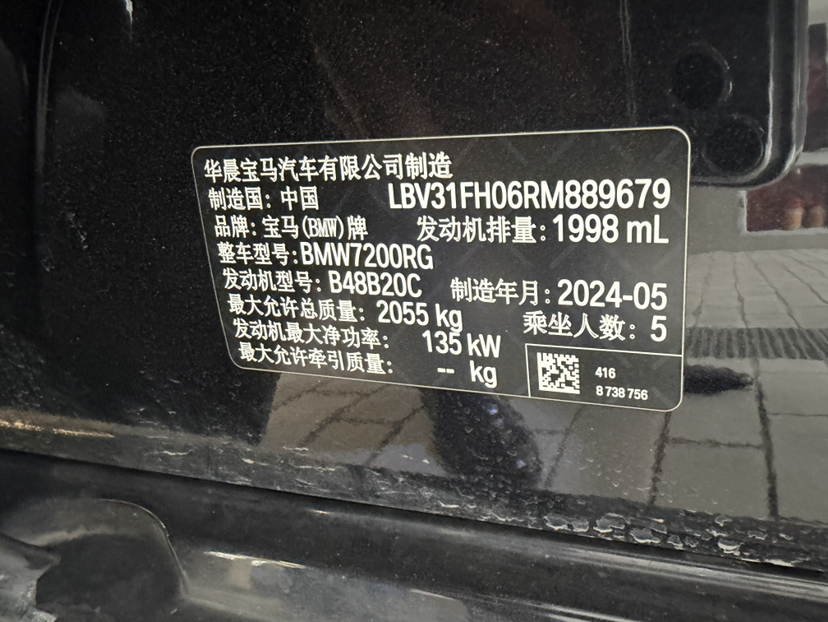 华晨宝马汽车有限公司制造
制造国：中国 LBV31FH06RM889679
品牌：宝马(BMW)牌 发动机排量：1998 mL
整车型号：BMW7200RG
发动机型号：B48B20C 制造年月：2024-05
最大允许总质量：2055 kg 乘坐人数：5
发动机最大净功率：135 kW
最大允许牵引质量：-- kg
416
8 738 756